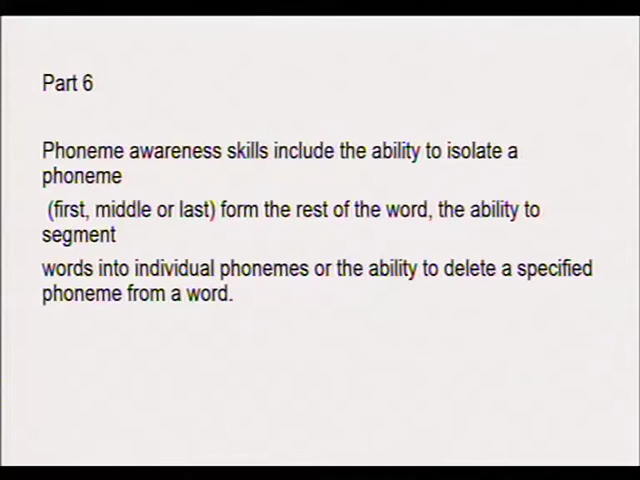 Part 6
Phoneme awareness skills include the ability to isolate a
phoneme
(first, middle or last) form the rest of the word, the ability to
segment
words into individual phonemes or the ability to delete a specified
phoneme from a word.